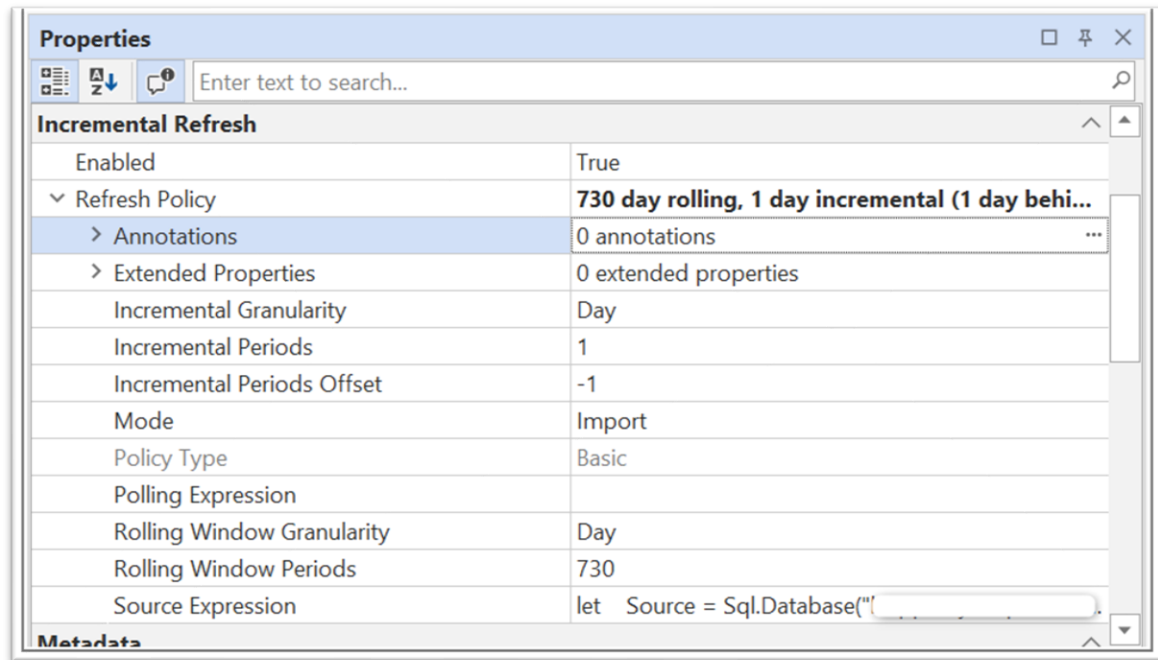 Properties
Enter text to search...
Incremental Refresh
Enabled True
Refresh Policy 730 day rolling, 1 day incremental (1 day behi...
Annotations 0 annotations ...
Extended Properties 0 extended properties
Incremental Granularity Day
Incremental Periods 1
Incremental Periods Offset -1
Mode Import
Policy Type Basic
Polling Expression
Rolling Window Granularity Day
Rolling Window Periods 730
Source Expression let Source = Sql.Database("
Metadata